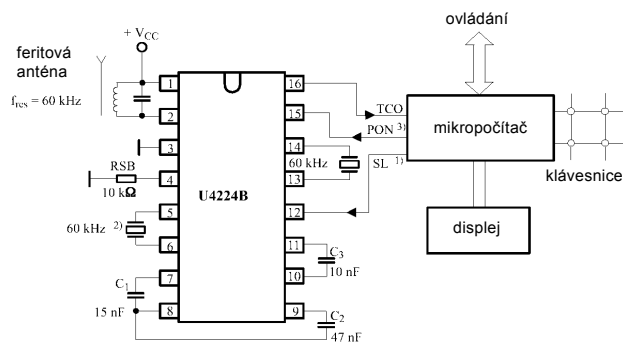 ovládání
+ VCC
feritová
anténa
fres = 60 kHz
1
16
TCO
2
15
PON 3)
mikropočítač
3
14
60 kHz
SL 1)
klávesnice
RSB
4
10 kΩ
13
U4224B
5
12
60 kHz 2)
displej
6
11
C3
10 nF
C1
7
10
15 nF
8
9
C2
47 nF